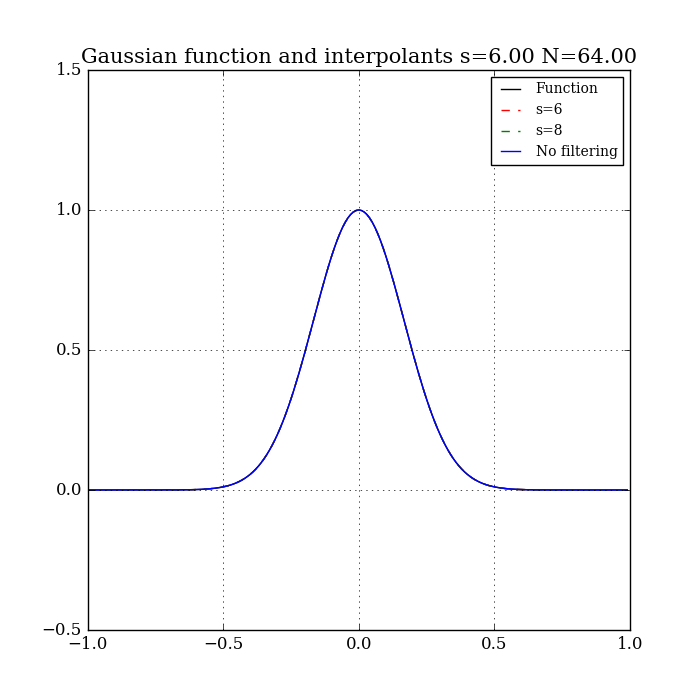 Gaussian function and interpolants s=6.00 N=64.00
1.5
Function
s=6
s=8
No filtering
1.0
0.5
0.0
−0.5
−1.0 −0.5 0.0 0.5 1.0